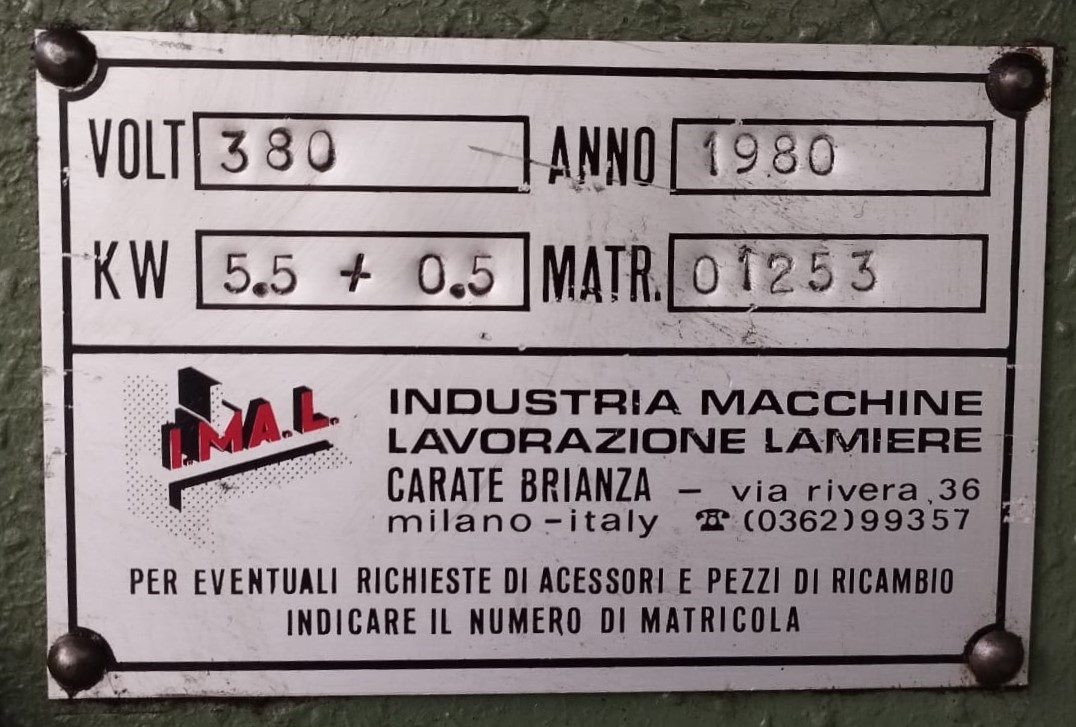 VOLT 380 ANNO 1980
KW 5.5 + 0.5 MATR. 01253
I.MA.L. INDUSTRIA MACCHINE
LAVORAZIONE LAMIERE
CARATE BRIANZA - via rivera, 36
milano - italy ☎ (0362)99357
PER EVENTUALI RICHIESTE DI ACESSORI E PEZZI DI RICAMBIO
INDICARE IL NUMERO DI MATRICOLA